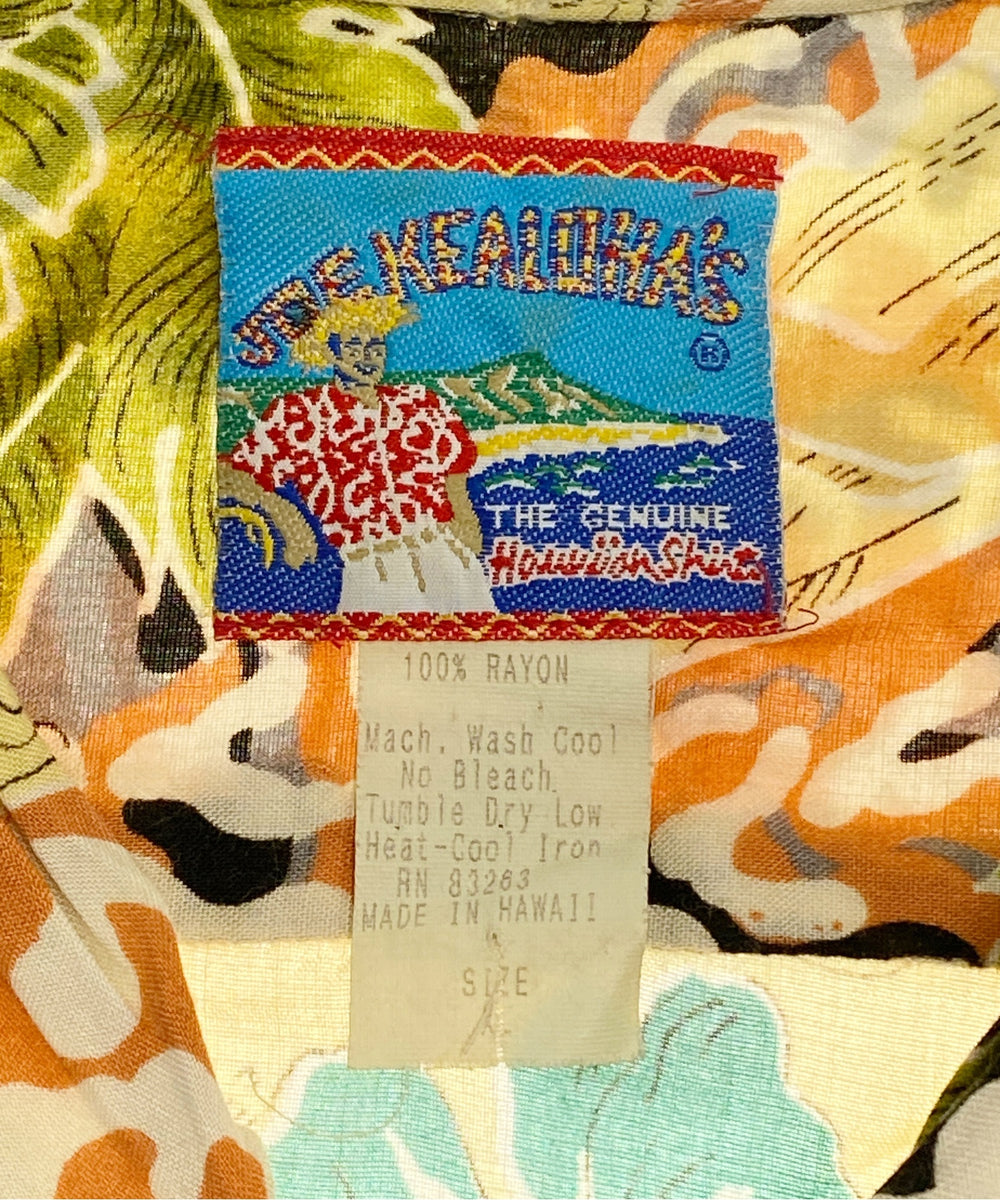 JOE KEALOHA'S
®
THE GENUINE
Hawaiian Shirt
100% RAYON
Mach. Wash Cool
No Bleach
Tumble Dry Low
Heat-Cool Iron
RN 83263
MADE IN HAWAII
SIZE